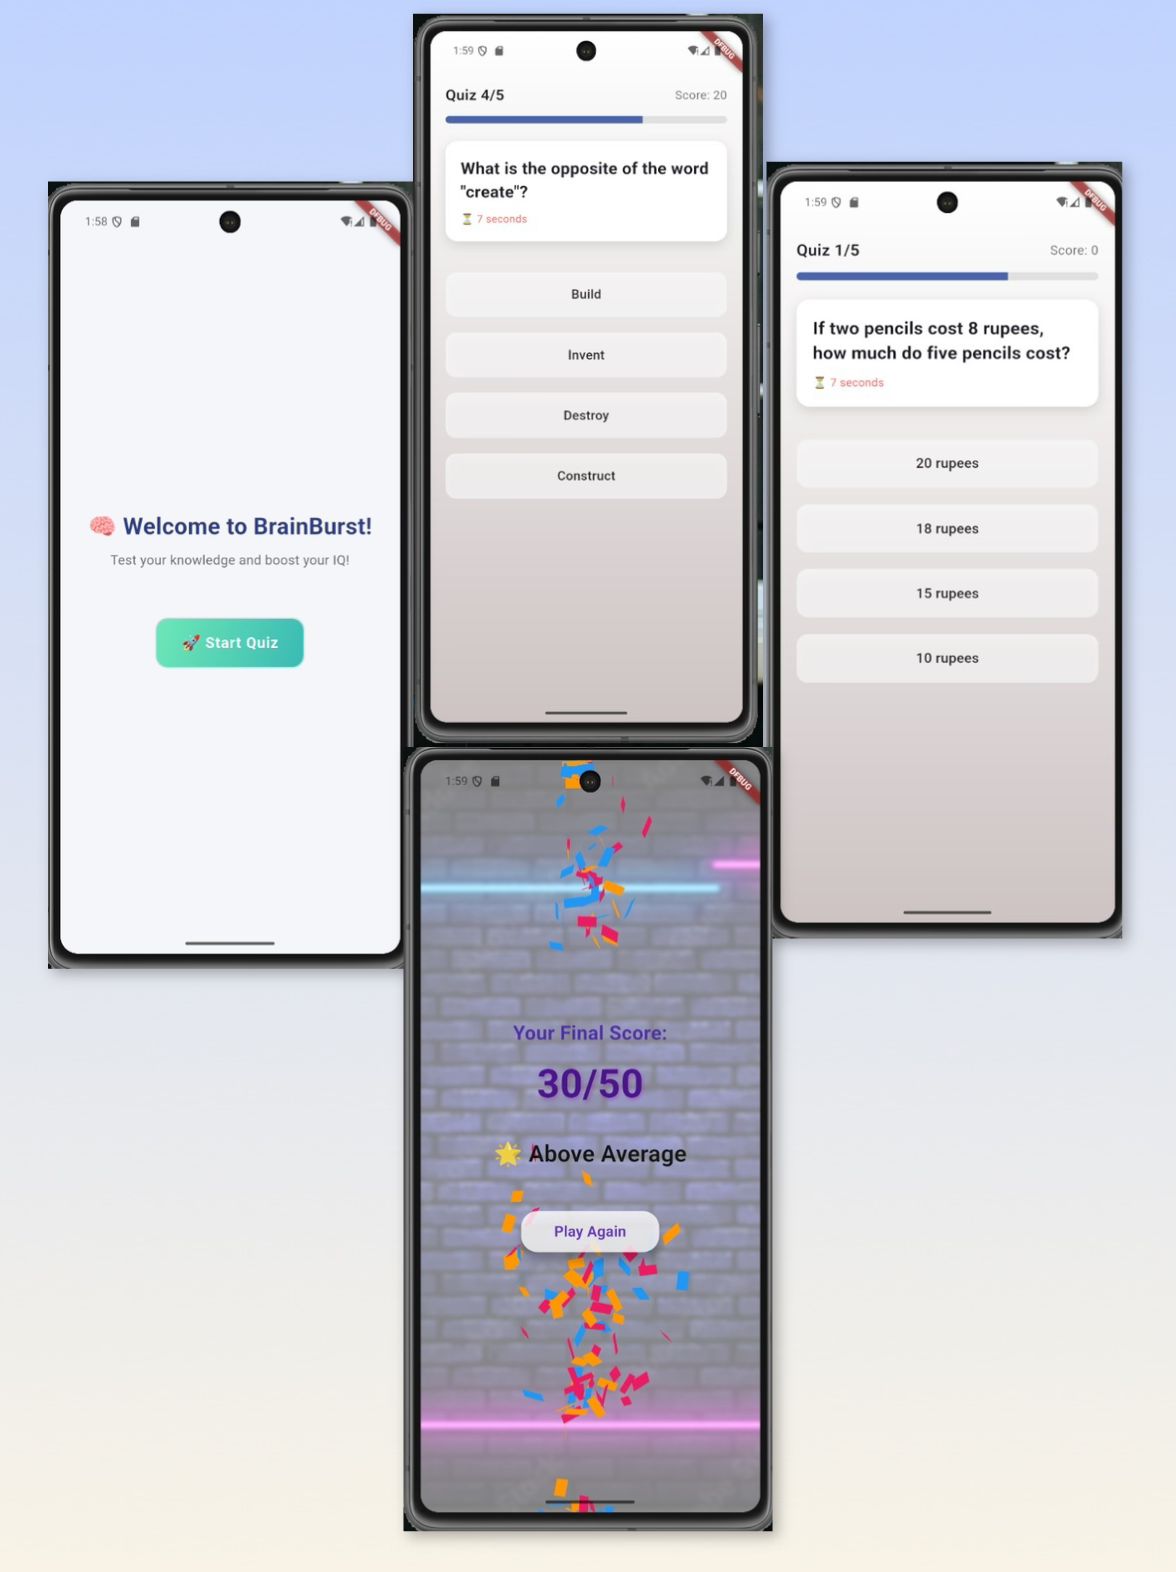 1:58
DEBUG
🧠 Welcome to BrainBurst!
Test your knowledge and boost your IQ!
🚀 Start Quiz
1:59
DEBUG
Quiz 4/5
Score: 20
What is the opposite of the word
"create"?
⏳ 7 seconds
Build
Invent
Destroy
Construct
1:59
DEBUG
Quiz 1/5
Score: 0
If two pencils cost 8 rupees,
how much do five pencils cost?
⏳ 7 seconds
20 rupees
18 rupees
15 rupees
10 rupees
1:59
DEBUG
Your Final Score:
30/50
🌟 Above Average
Play Again